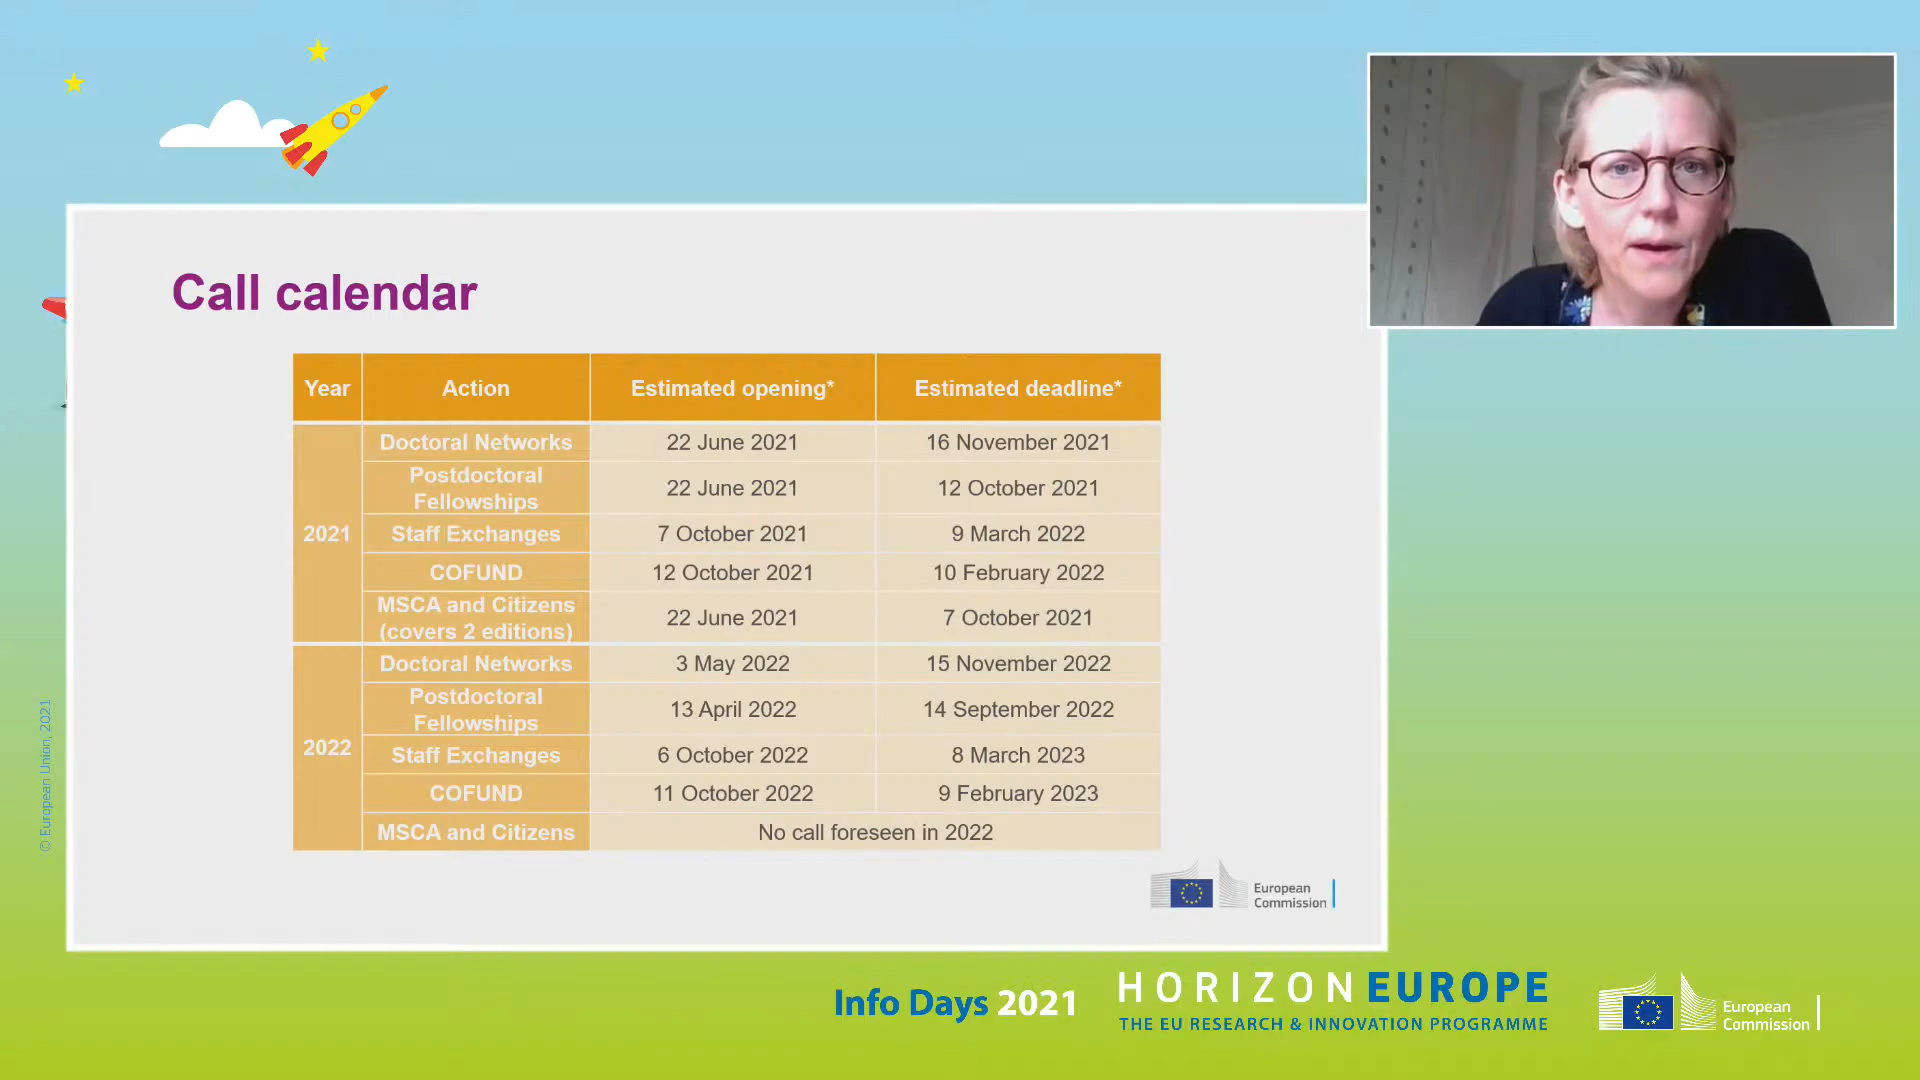 Call calendar
Year Action Estimated opening* Estimated deadline*
2021
Doctoral Networks 22 June 2021 16 November 2021
Postdoctoral
Fellowships 22 June 2021 12 October 2021
Staff Exchanges 7 October 2021 9 March 2022
COFUND 12 October 2021 10 February 2022
MSCA and Citizens
(covers 2 editions) 22 June 2021 7 October 2021
2022
Doctoral Networks 3 May 2022 15 November 2022
Postdoctoral
Fellowships 13 April 2022 14 September 2022
Staff Exchanges 6 October 2022 8 March 2023
COFUND 11 October 2022 9 February 2023
MSCA and Citizens No call foreseen in 2022
European
Commission
© European Union, 2021
Info Days 2021
HORIZON EUROPE
THE EU RESEARCH & INNOVATION PROGRAMME
European
Commission